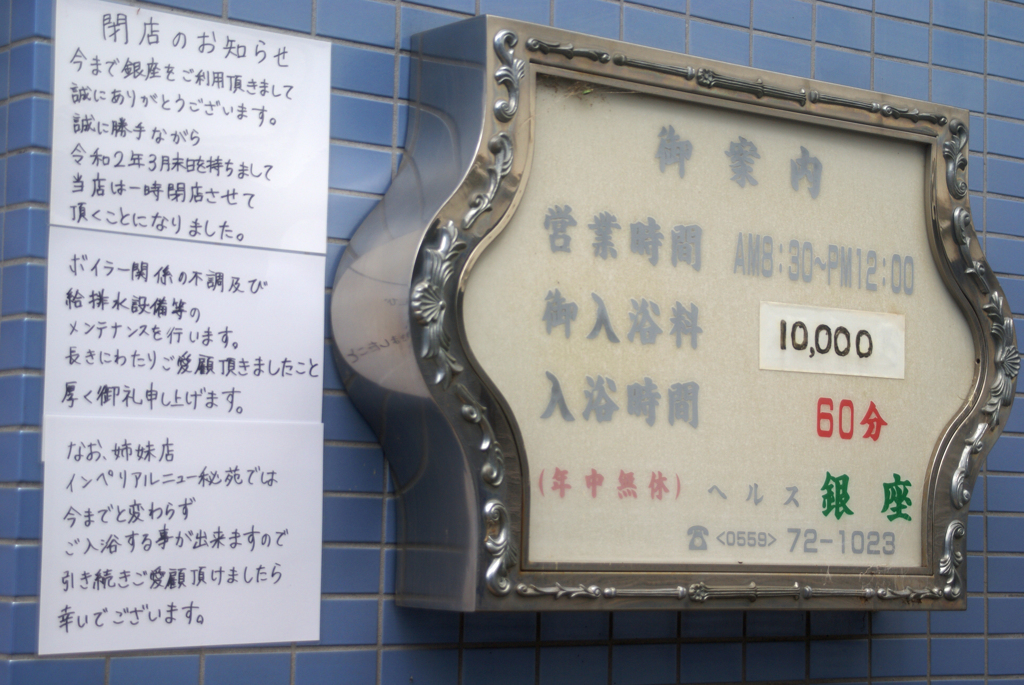 閉店のお知らせ
今まで銀座をご利用頂きまして
誠にありがとうございます。
誠に勝手ながら
令和2年3月末日を持ちまして
当店は一時閉店させて
頂くことになりました。
ボイラー関係の不調及び
給排水設備等の
メンテナンスを行います。
長きにわたりご愛顧頂きましたこと
厚く御礼申し上げます。
なお、姉妹店
インペリアルニュー秘苑では
今までと変わらず
ご入浴する事が出来ますので
引き続きご愛顧頂けましたら
幸いでございます。
御案内
営業時間 AM8:30~PM12:00
御入浴料 10,000
入浴時間 60分
(年中無休) ヘルス 銀座
☎<0559>72-1023